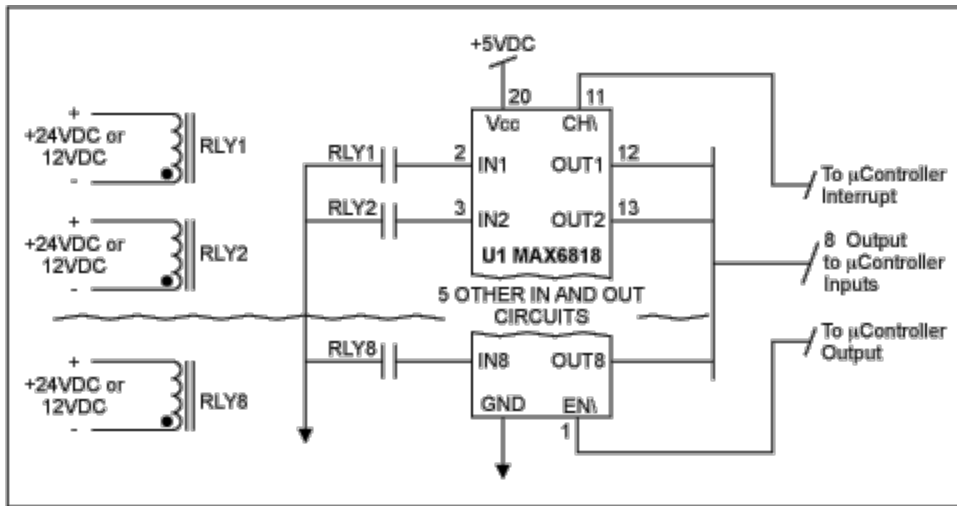 +5VDC
20
11
Vcc
CH\
+
+24VDC or
12VDC
-
RLY1
RLY1
2
IN1
OUT1
12
To μController
Interrupt
+
+24VDC or
12VDC
-
RLY2
RLY2
3
IN2
OUT2
13
U1 MAX6818
8 Output
to μController
Inputs
5 OTHER IN AND OUT
CIRCUITS
To μController
Output
+
+24VDC or
12VDC
-
RLY8
RLY8
IN8
OUT8
GND
EN\
1